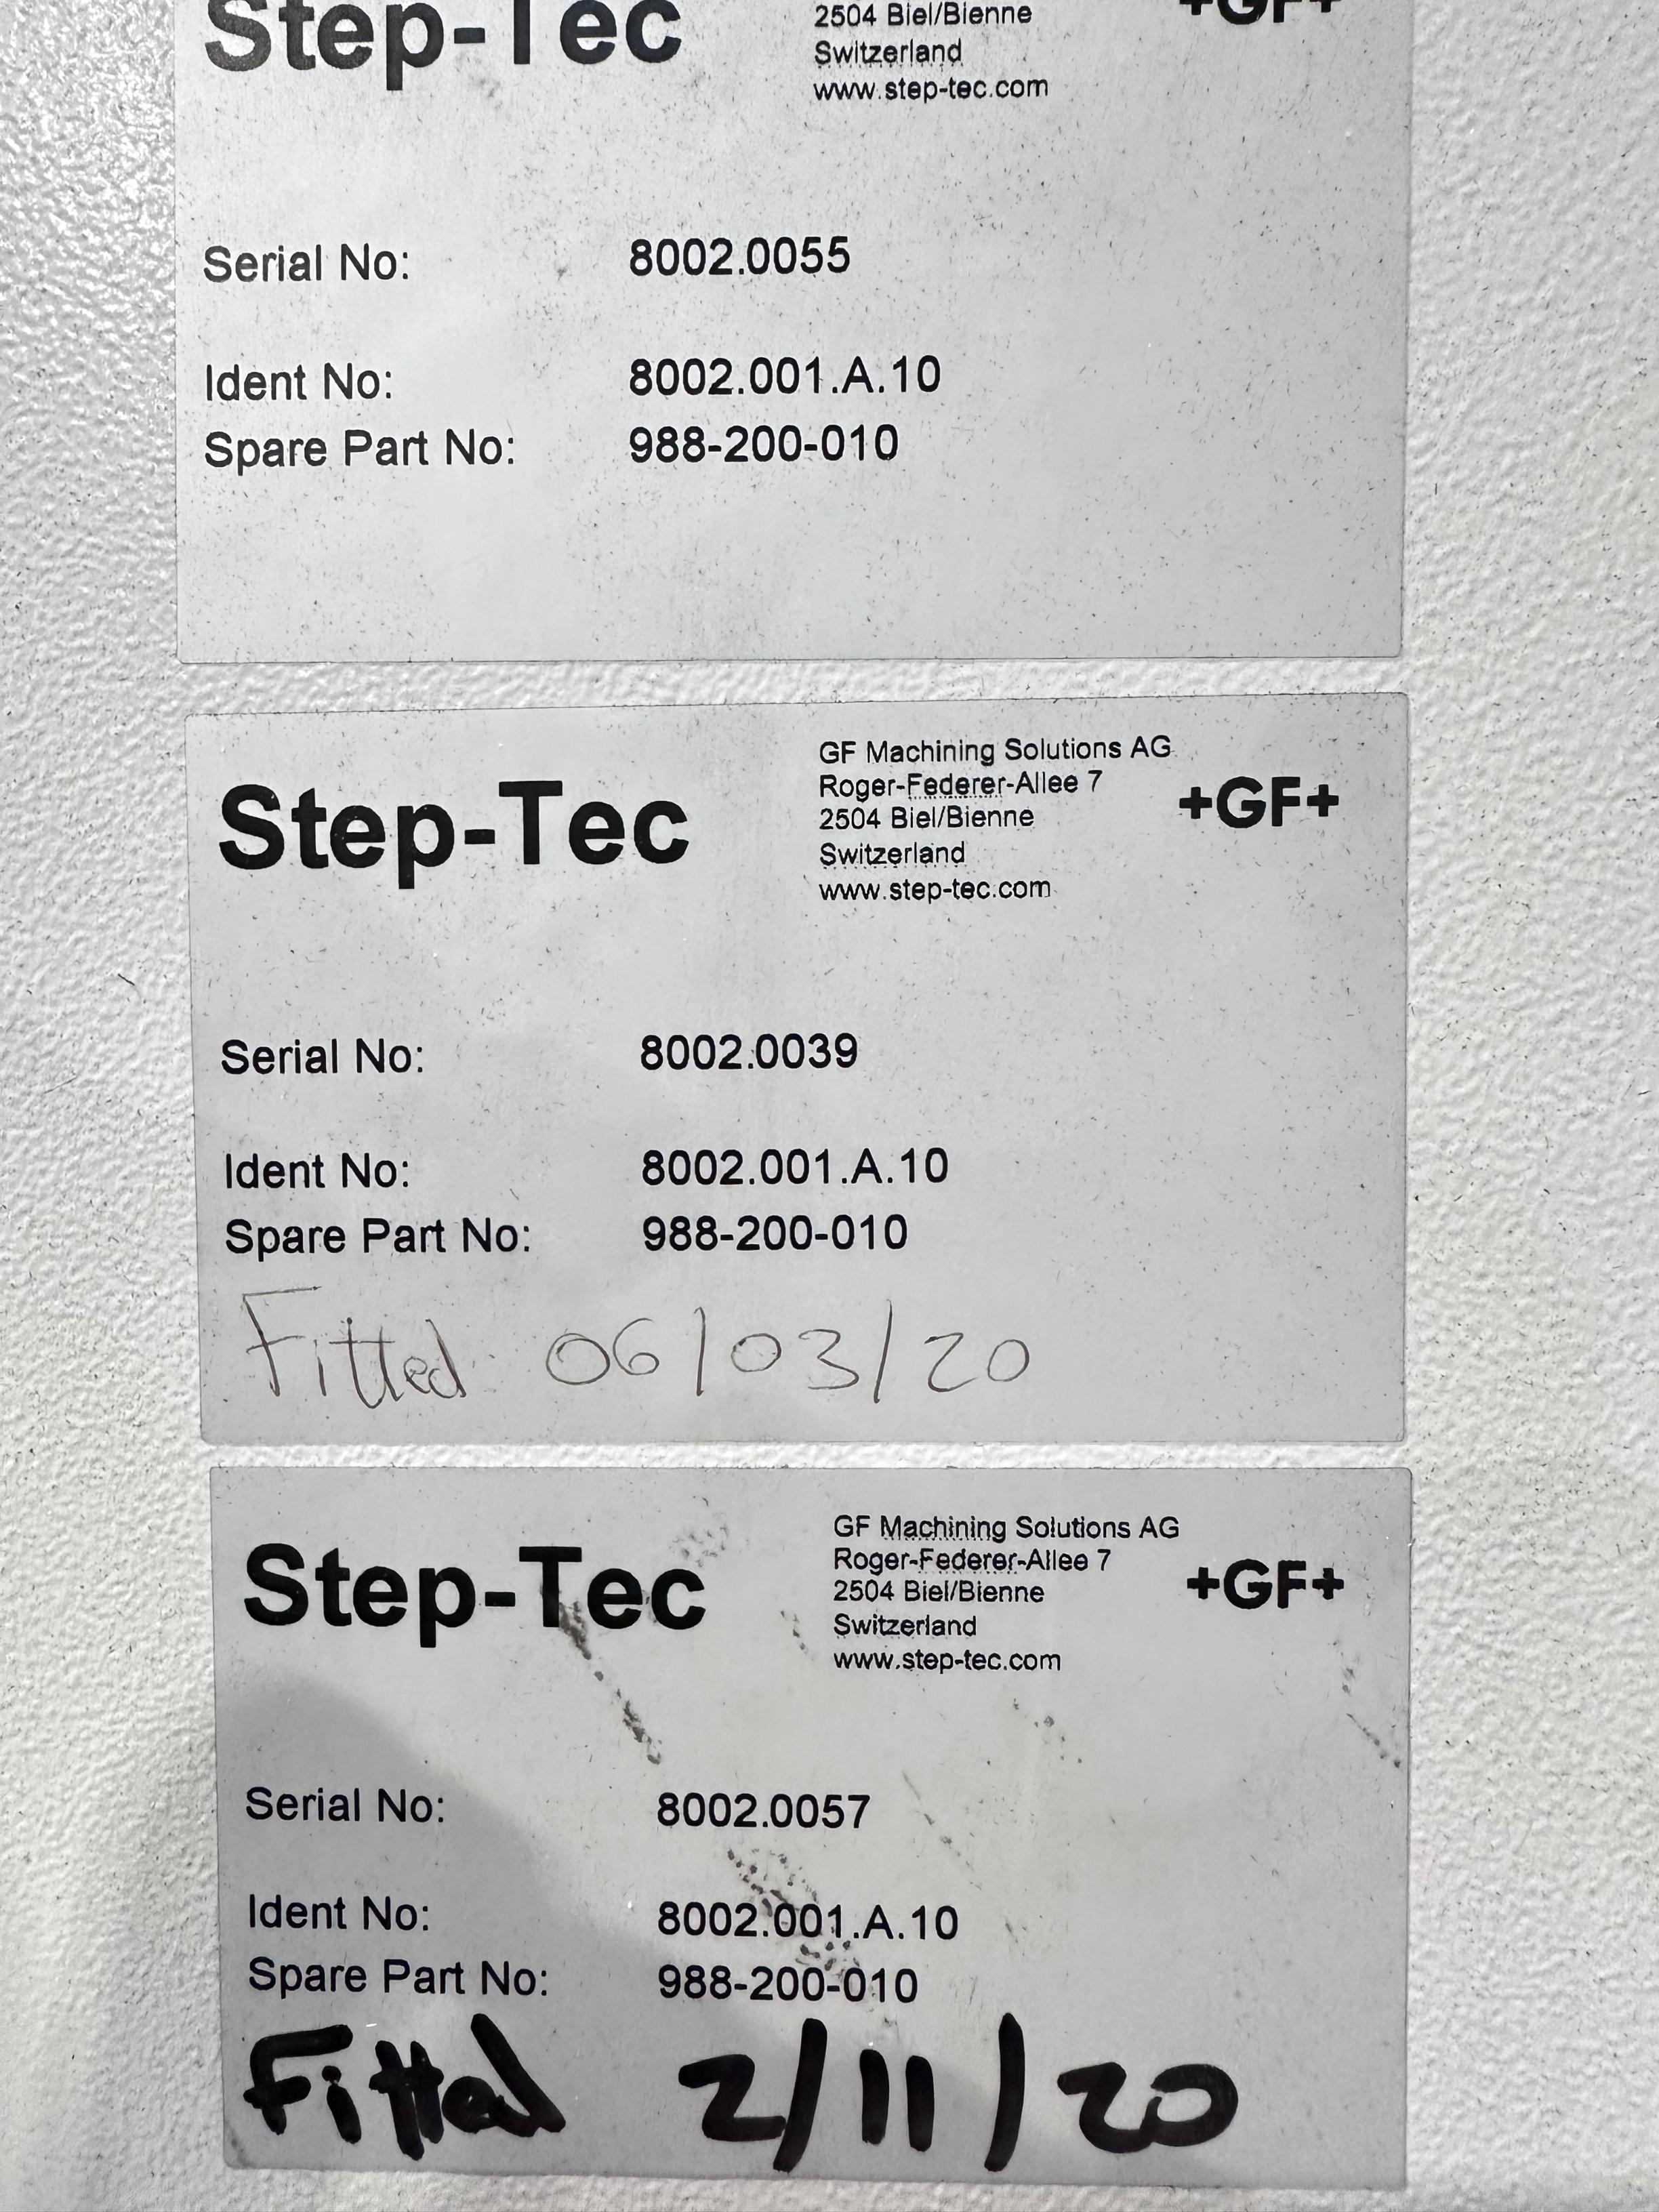 Step-Tec
2504 Biel/Bienne
Switzerland
www.step-tec.com
+GF+
Serial No: 8002.0055
Ident No: 8002.001.A.10
Spare Part No: 988-200-010
Step-Tec
GF Machining Solutions AG
Roger-Federer-Allee 7
2504 Biel/Bienne
Switzerland
www.step-tec.com
+GF+
Serial No: 8002.0039
Ident No: 8002.001.A.10
Spare Part No: 988-200-010
Fitted 06/03/20
Step-Tec
GF Machining Solutions AG
Roger-Federer-Allee 7
2504 Biel/Bienne
Switzerland
www.step-tec.com
+GF+
Serial No: 8002.0057
Ident No: 8002.001.A.10
Spare Part No: 988-200-010
Fitted 2/11/20